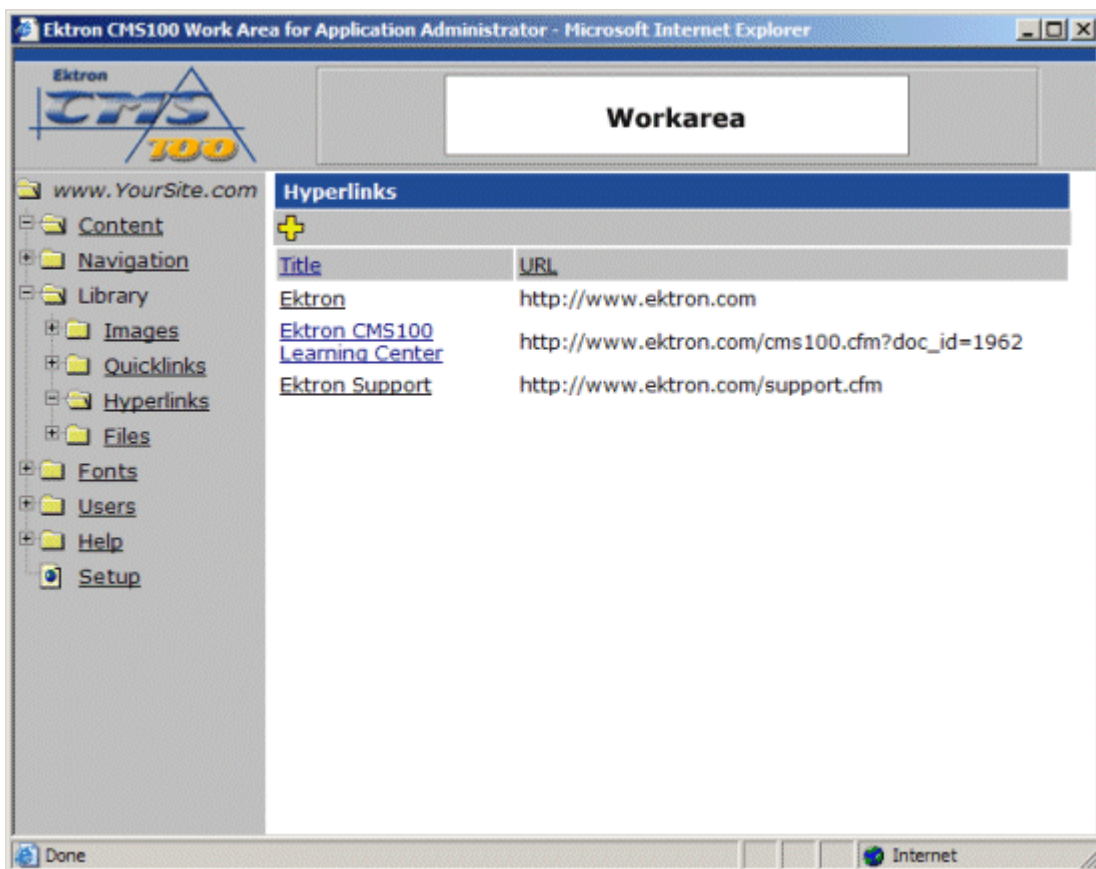 Ektron CMS100 Work Area for Application Administrator - Microsoft Internet Explorer
Ektron
CMS
100
Workarea
www.YourSite.com
Content
Navigation
Library
Images
Quicklinks
Hyperlinks
Files
Fonts
Users
Help
Setup
Hyperlinks
Title URL
Ektron http://www.ektron.com
Ektron CMS100
Learning Center http://www.ektron.com/cms100.cfm?doc_id=1962
Ektron Support http://www.ektron.com/support.cfm
Done Internet